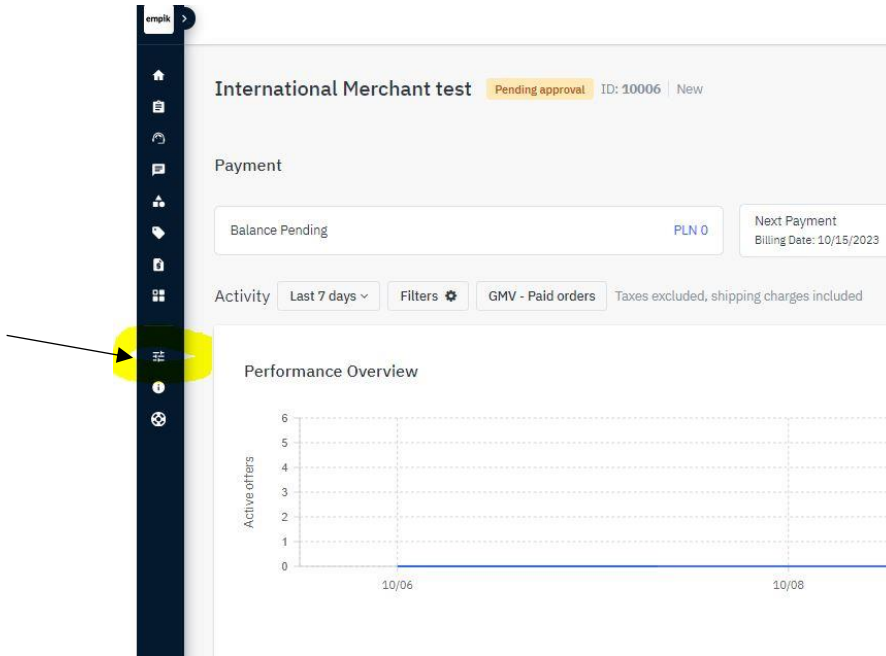 empik
International Merchant test Pending approval ID: 10006 New
Payment
Balance Pending PLN 0
Next Payment
Billing Date: 10/15/2023
Activity Last 7 days Filters GMV - Paid orders Taxes excluded, shipping charges included
Performance Overview
Active offers
6
5
4
3
2
1
0
10/06 10/08